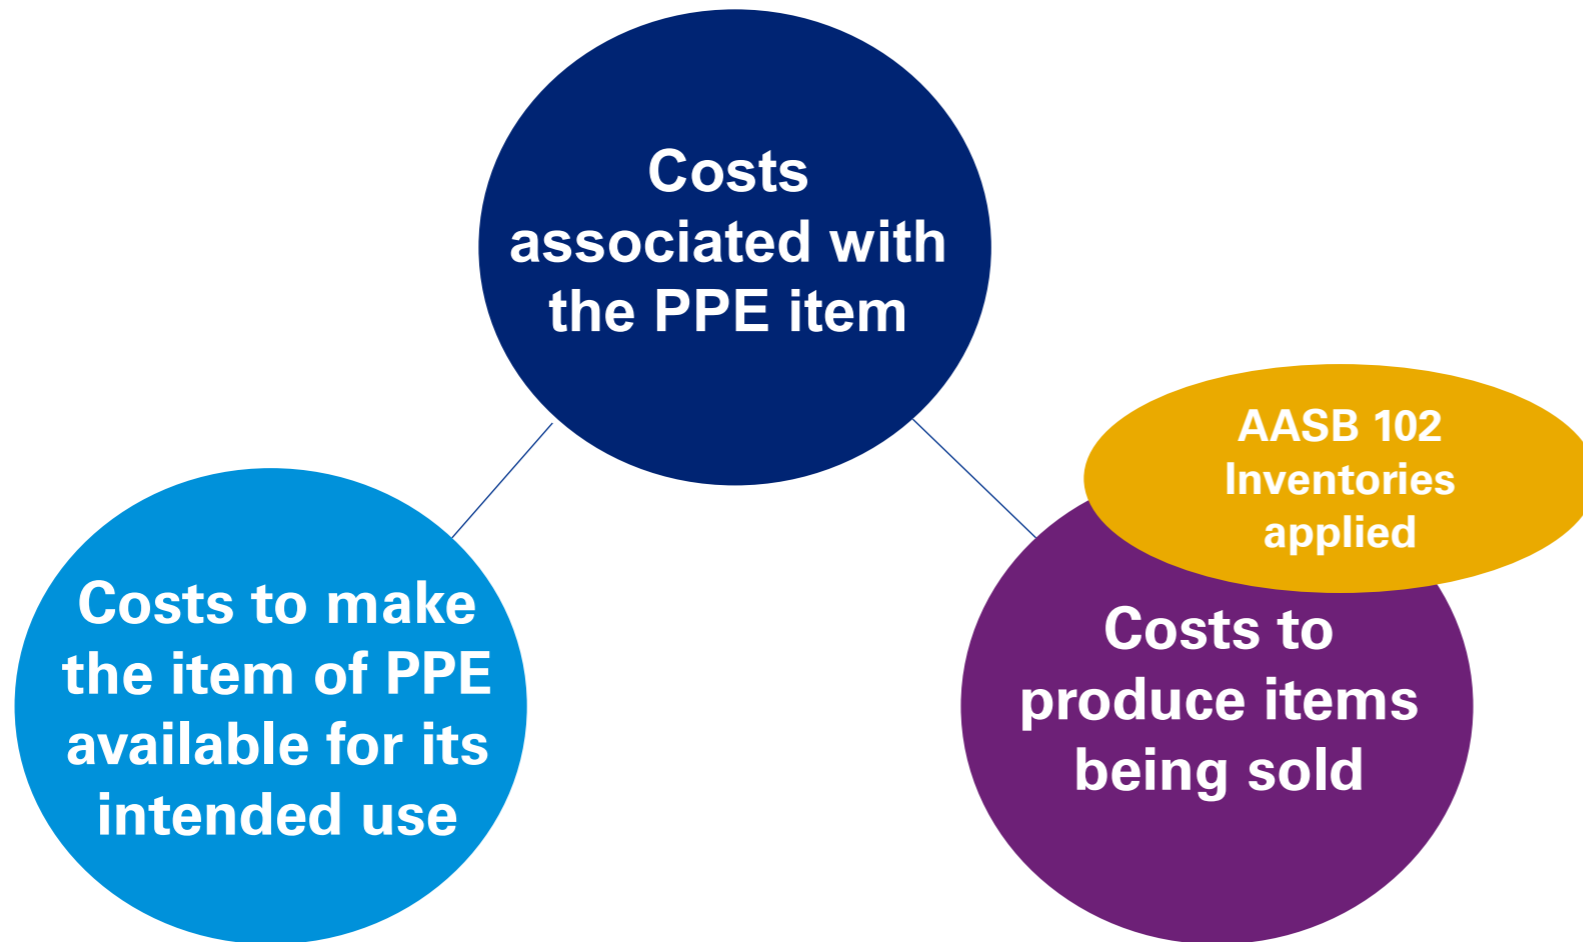 Costs
associated with
the PPE item
Costs to make
the item of PPE
available for its
intended use
AASB 102
Inventories
applied
Costs to
produce items
being sold